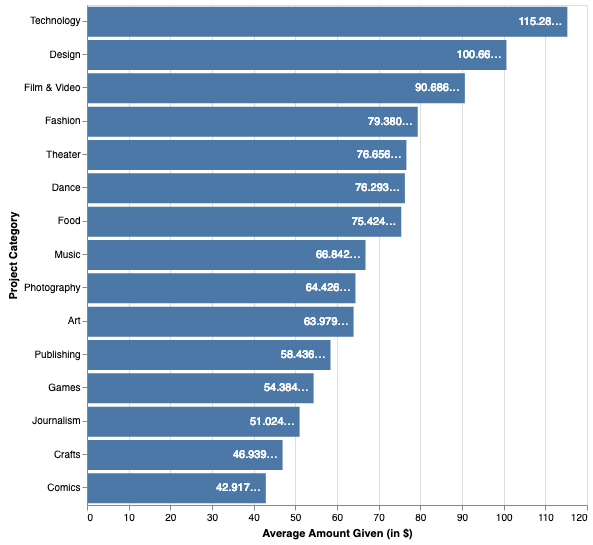 Technology 115.28...
Design 100.66...
Film & Video 90.686...
Fashion 79.380...
Theater 76.656...
Dance 76.293...
Food 75.424...
Music 66.842...
Photography 64.426...
Art 63.979...
Publishing 58.436...
Games 54.384...
Journalism 51.024...
Crafts 46.939...
Comics 42.917...
Project Category
0 10 20 30 40 50 60 70 80 90 100 110 120
Average Amount Given (in $)